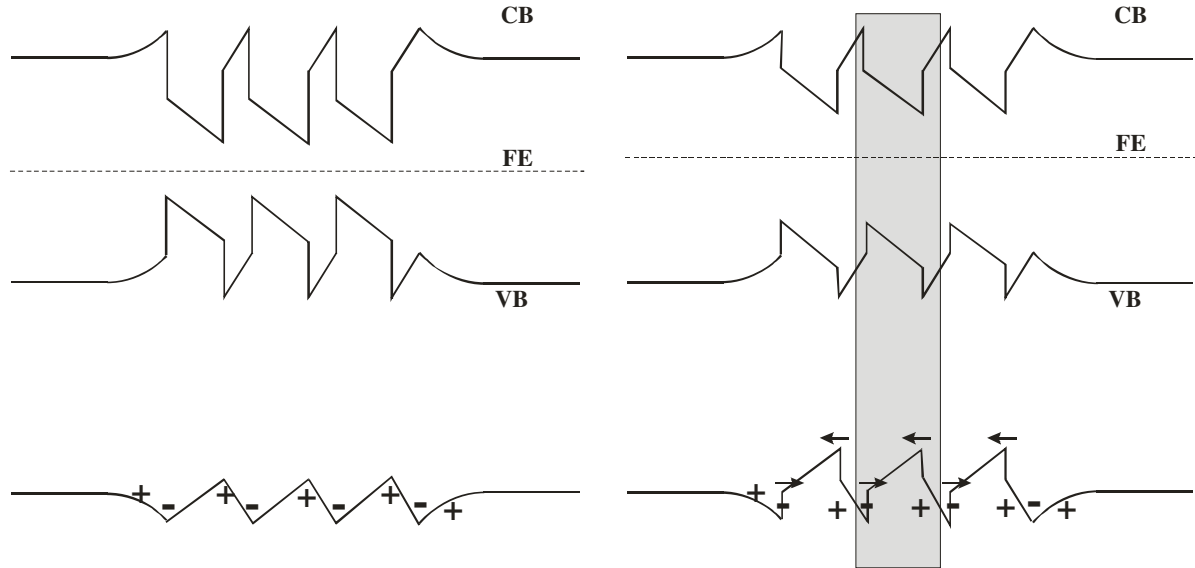 CB
FE
VB
+ - + - + - + - +
CB
FE
VB
+ - + - + - + - +